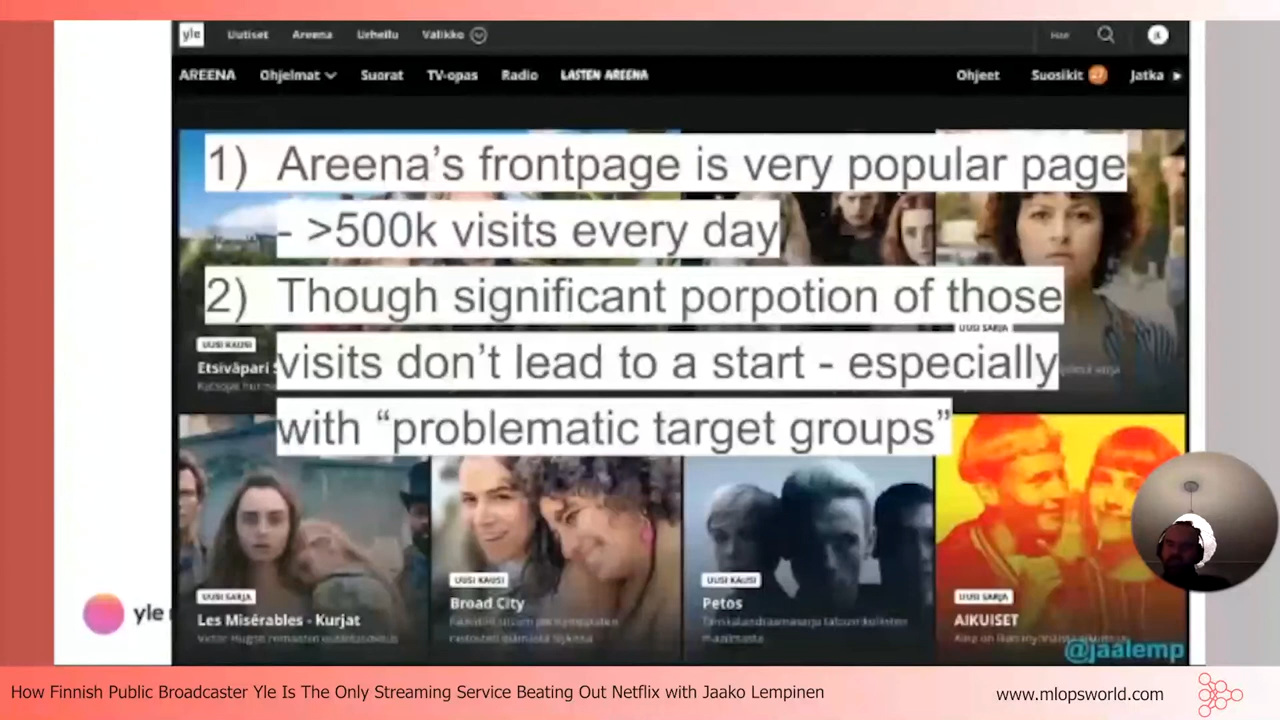 yle Uutiset Areena Urheilu Valikko Hae
AREENA Ohjelmat Suorat TV-opas Radio LASTEN AREENA Ohjeet Suosikit 27 Jatka
1) Areena's frontpage is very popular page
- >500k visits every day
2) Though significant porpotion of those
visits don't lead to a start - especially
with “problematic target groups”
UUSI SARJA
UUSI KAUSI
Etsiväpari
UUSI SARJA
Les Misérables - Kurjat
UUSI KAUSI
Broad City
UUSI KAUSI
Petos
UUSI SARJA
AIKUISET
yle
@jaalemp
How Finnish Public Broadcaster Yle Is The Only Streaming Service Beating Out Netflix with Jaako Lempinen
www.mlopsworld.com